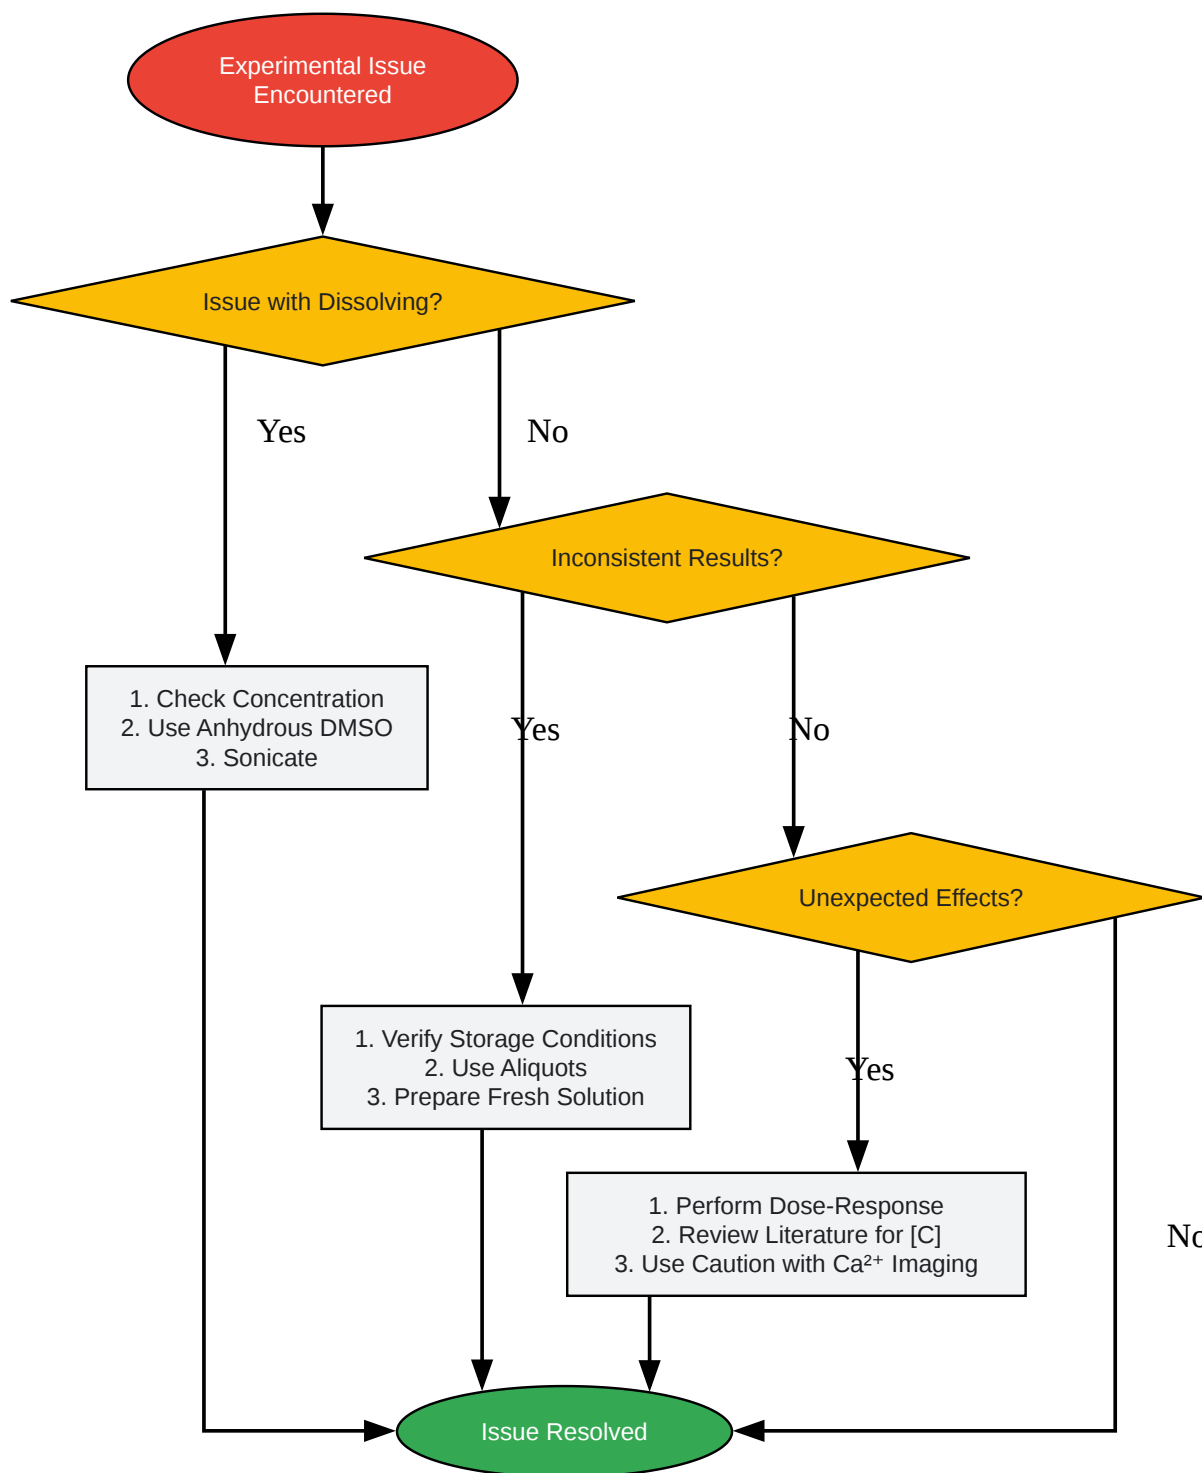 Experimental Issue
Encountered
Issue with Dissolving?
Yes
No
Inconsistent Results?
1. Check Concentration
2. Use Anhydrous DMSO
3. Sonicate
Yes
No
Unexpected Effects?
1. Verify Storage Conditions
2. Use Aliquots
3. Prepare Fresh Solution
Yes
1. Perform Dose-Response
2. Review Literature for [C]
3. Use Caution with Ca²⁺ Imaging
No
Issue Resolved